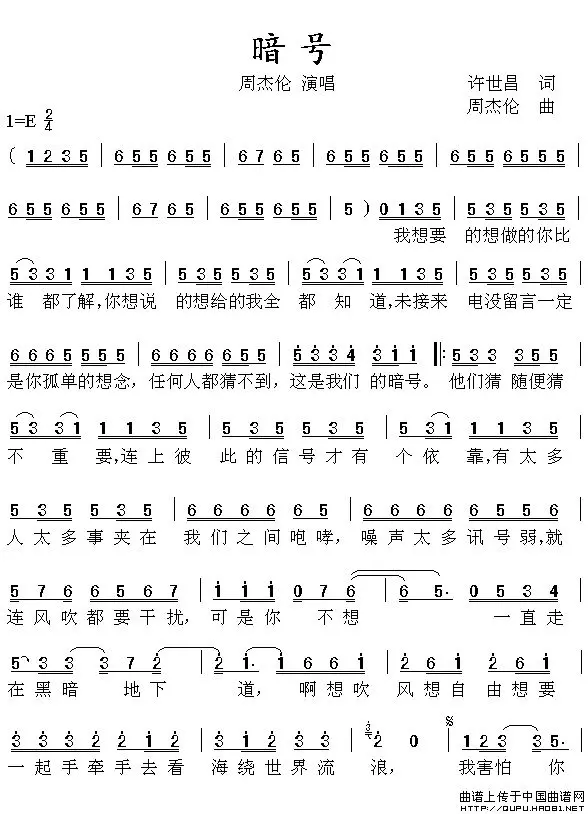 暗号
周杰伦 演唱 许世昌 词
周杰伦 曲
1=E 2/4
( 1 2 3 5 | 6 5 5 6 5 5 | 6 7 6 5 | 6 5 5 6 5 5 | 6 5 5 6 5 5 |
6 5 5 6 5 5 | 6 7 6 5 | 6 5 5 6 5 5 | 5 ) 0 1 3 5 | 5 3 5 5 3 5 |
我想要 的想做的你比
5 3 3 1 1 1 3 5 | 5 3 5 5 3 5 | 5 3 3 1 1 1 3 5 | 5 3 5 5 3 5 |
谁 都了解,你想说 的想给的我全 都 知 道,未接来 电没留言一定
6 6 6 6 5 5 5 | 6 6 6 6 6 5 5 | 5 3 3 4 3 1 1 ‖: 5 3 3 3 5 5 |
是你孤单的想念，任何人都猜不到，这是我们 的暗号。他们猜 随便猜
5 3 3 1 1 1 3 5 | 5 3 5 5 3 5 | 5 3 3 1 1 1 3 5 |
不 重 要,连上彼 此的信号才有 个依 靠,有太多
5 3 5 5 3 5 | 6 6 6 6 6 6 | 6 6 6 6 5 5 5 |
人太多事夹在 我们之间咆哮，噪声太多讯号弱,就
5 7 6 6 5 6 7 | 1 1 1 0 7 6 | 6 5· 0 5 3 4 |
连风吹都要干扰，可是你 不想 一直走
5 3 3 3 7 2 | 2 1· 1 6 6 1 | 2 6 1 6 2 1 |
在黑暗 地下 道，啊想吹 风想自由想要
3 3 3 2 2 1 2 | 3 3 3 3 5 2 | 3 2 0 | 1 2 3 3 5 |
一起手牵手去看 海绕世界流 浪， 我害怕 你
曲谱上传于中国曲谱网
HTTP://QUPU.HAO81.NET